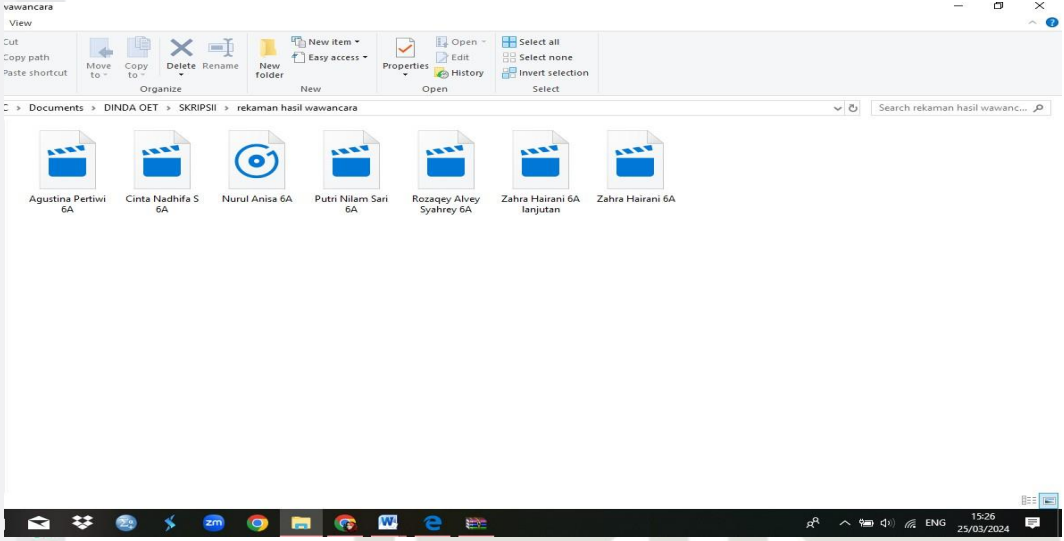 wawancara
View
Cut
Copy path
Paste shortcut
Move to
Copy to
Delete
Rename
Organize
New folder
New item
Easy access
New
Properties
Open
Edit
History
Open
Select all
Select none
Invert selection
Select
Documents > DINDA OET > SKRIPSII > rekaman hasil wawancara
Search rekaman hasil wawanc...
Agustina Pertiwi
6A
Cinta Nadhifa S
6A
Nurul Anisa 6A
Putri Nilam Sari
6A
Rozaqey Alvey
Syahrey 6A
Zahra Hairani 6A
lanjutan
Zahra Hairani 6A
zm
W
ENG
15:26
25/03/2024